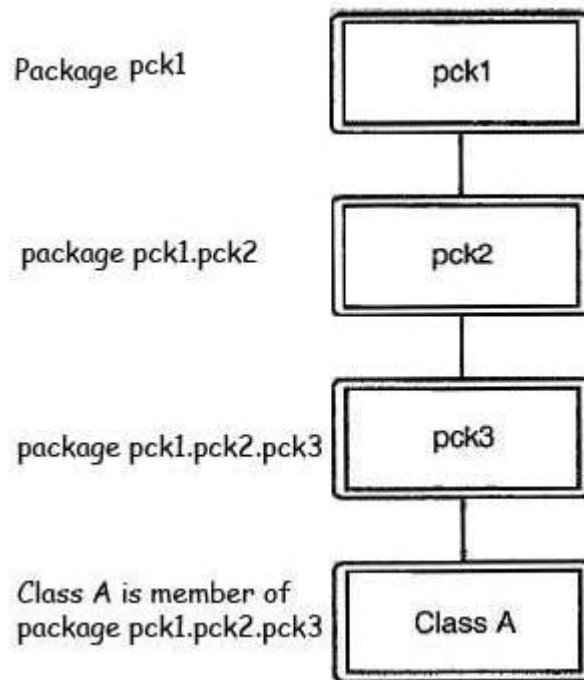 Package pck1
pck1
package pck1.pck2
pck2
package pck1.pck2.pck3
pck3
Class A is member of
package pck1.pck2.pck3
Class A